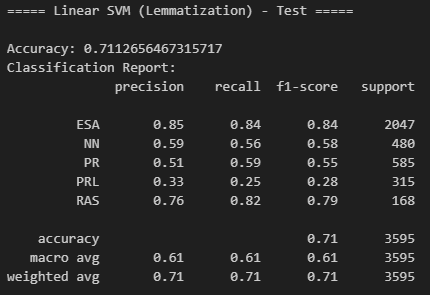 ===== Linear SVM (Lemmatization) - Test =====
Accuracy: 0.7112656467315717
Classification Report:
precision recall f1-score support
ESA 0.85 0.84 0.84 2047
NN 0.59 0.56 0.58 480
PR 0.51 0.59 0.55 585
PRL 0.33 0.25 0.28 315
RAS 0.76 0.82 0.79 168
accuracy 0.71 3595
macro avg 0.61 0.61 0.61 3595
weighted avg 0.71 0.71 0.71 3595